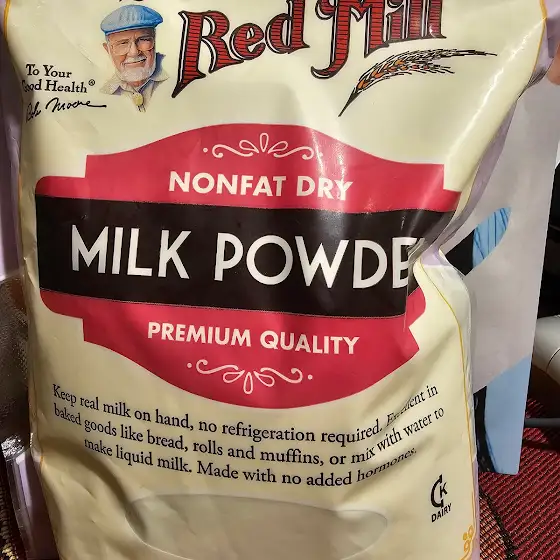 Red Mill
To Your
Good Health®
Bob Moore
NONFAT DRY
MILK POWDE
PREMIUM QUALITY
Keep real milk on hand, no refrigeration required. Excellent in
baked goods like bread, rolls and muffins, or mix with water to
make liquid milk. Made with no added hormones.
K
DAIRY